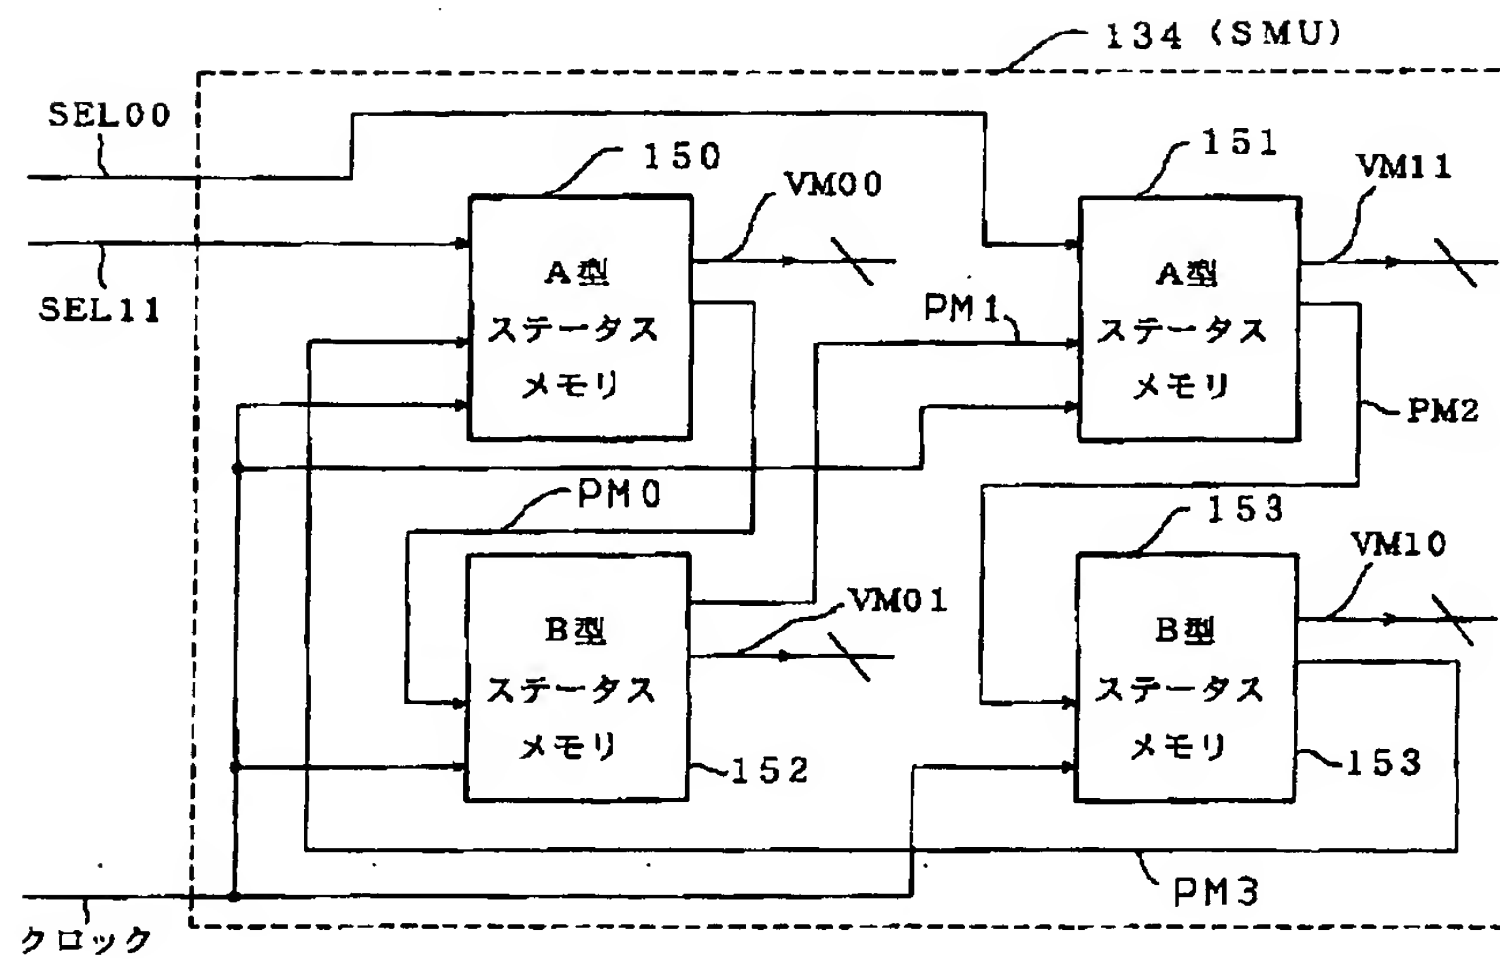 134 (SMU)
SEL00
150
VM00
151
VM11
SEL11
A型
ステータス
メモリ
PM1
A型
ステータス
メモリ
PM2
PM0
153
VM10
B型
ステータス
メモリ
VM01
152
B型
ステータス
メモリ
153
PM3
クロック